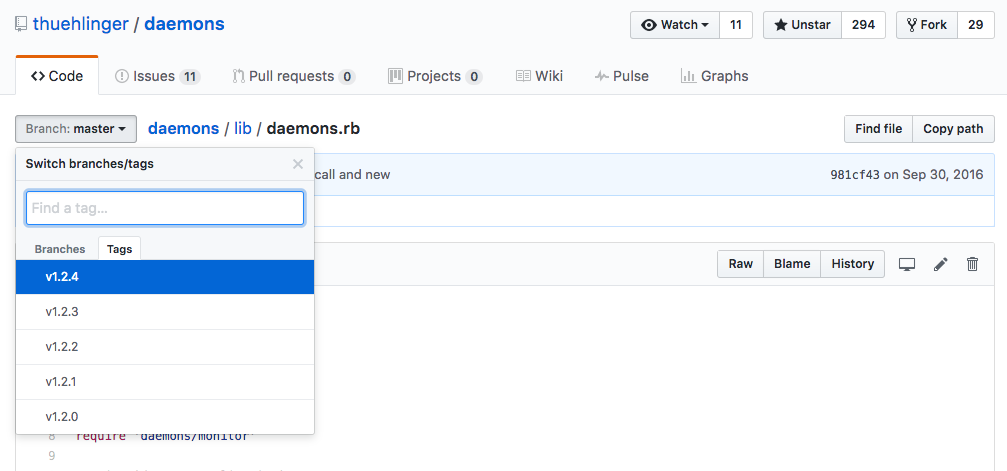 thuehlinger / daemons
Watch 11 Unstar 294 Fork 29
Code Issues 11 Pull requests 0 Projects 0 Wiki Pulse Graphs
Branch: master daemons / lib / daemons.rb Find file Copy path
Switch branches/tags
call and new 981cf43 on Sep 30, 2016
Find a tag...
Branches Tags
Raw Blame History
v1.2.4
v1.2.3
v1.2.2
v1.2.1
v1.2.0
8 require 'daemons/monitor'
9